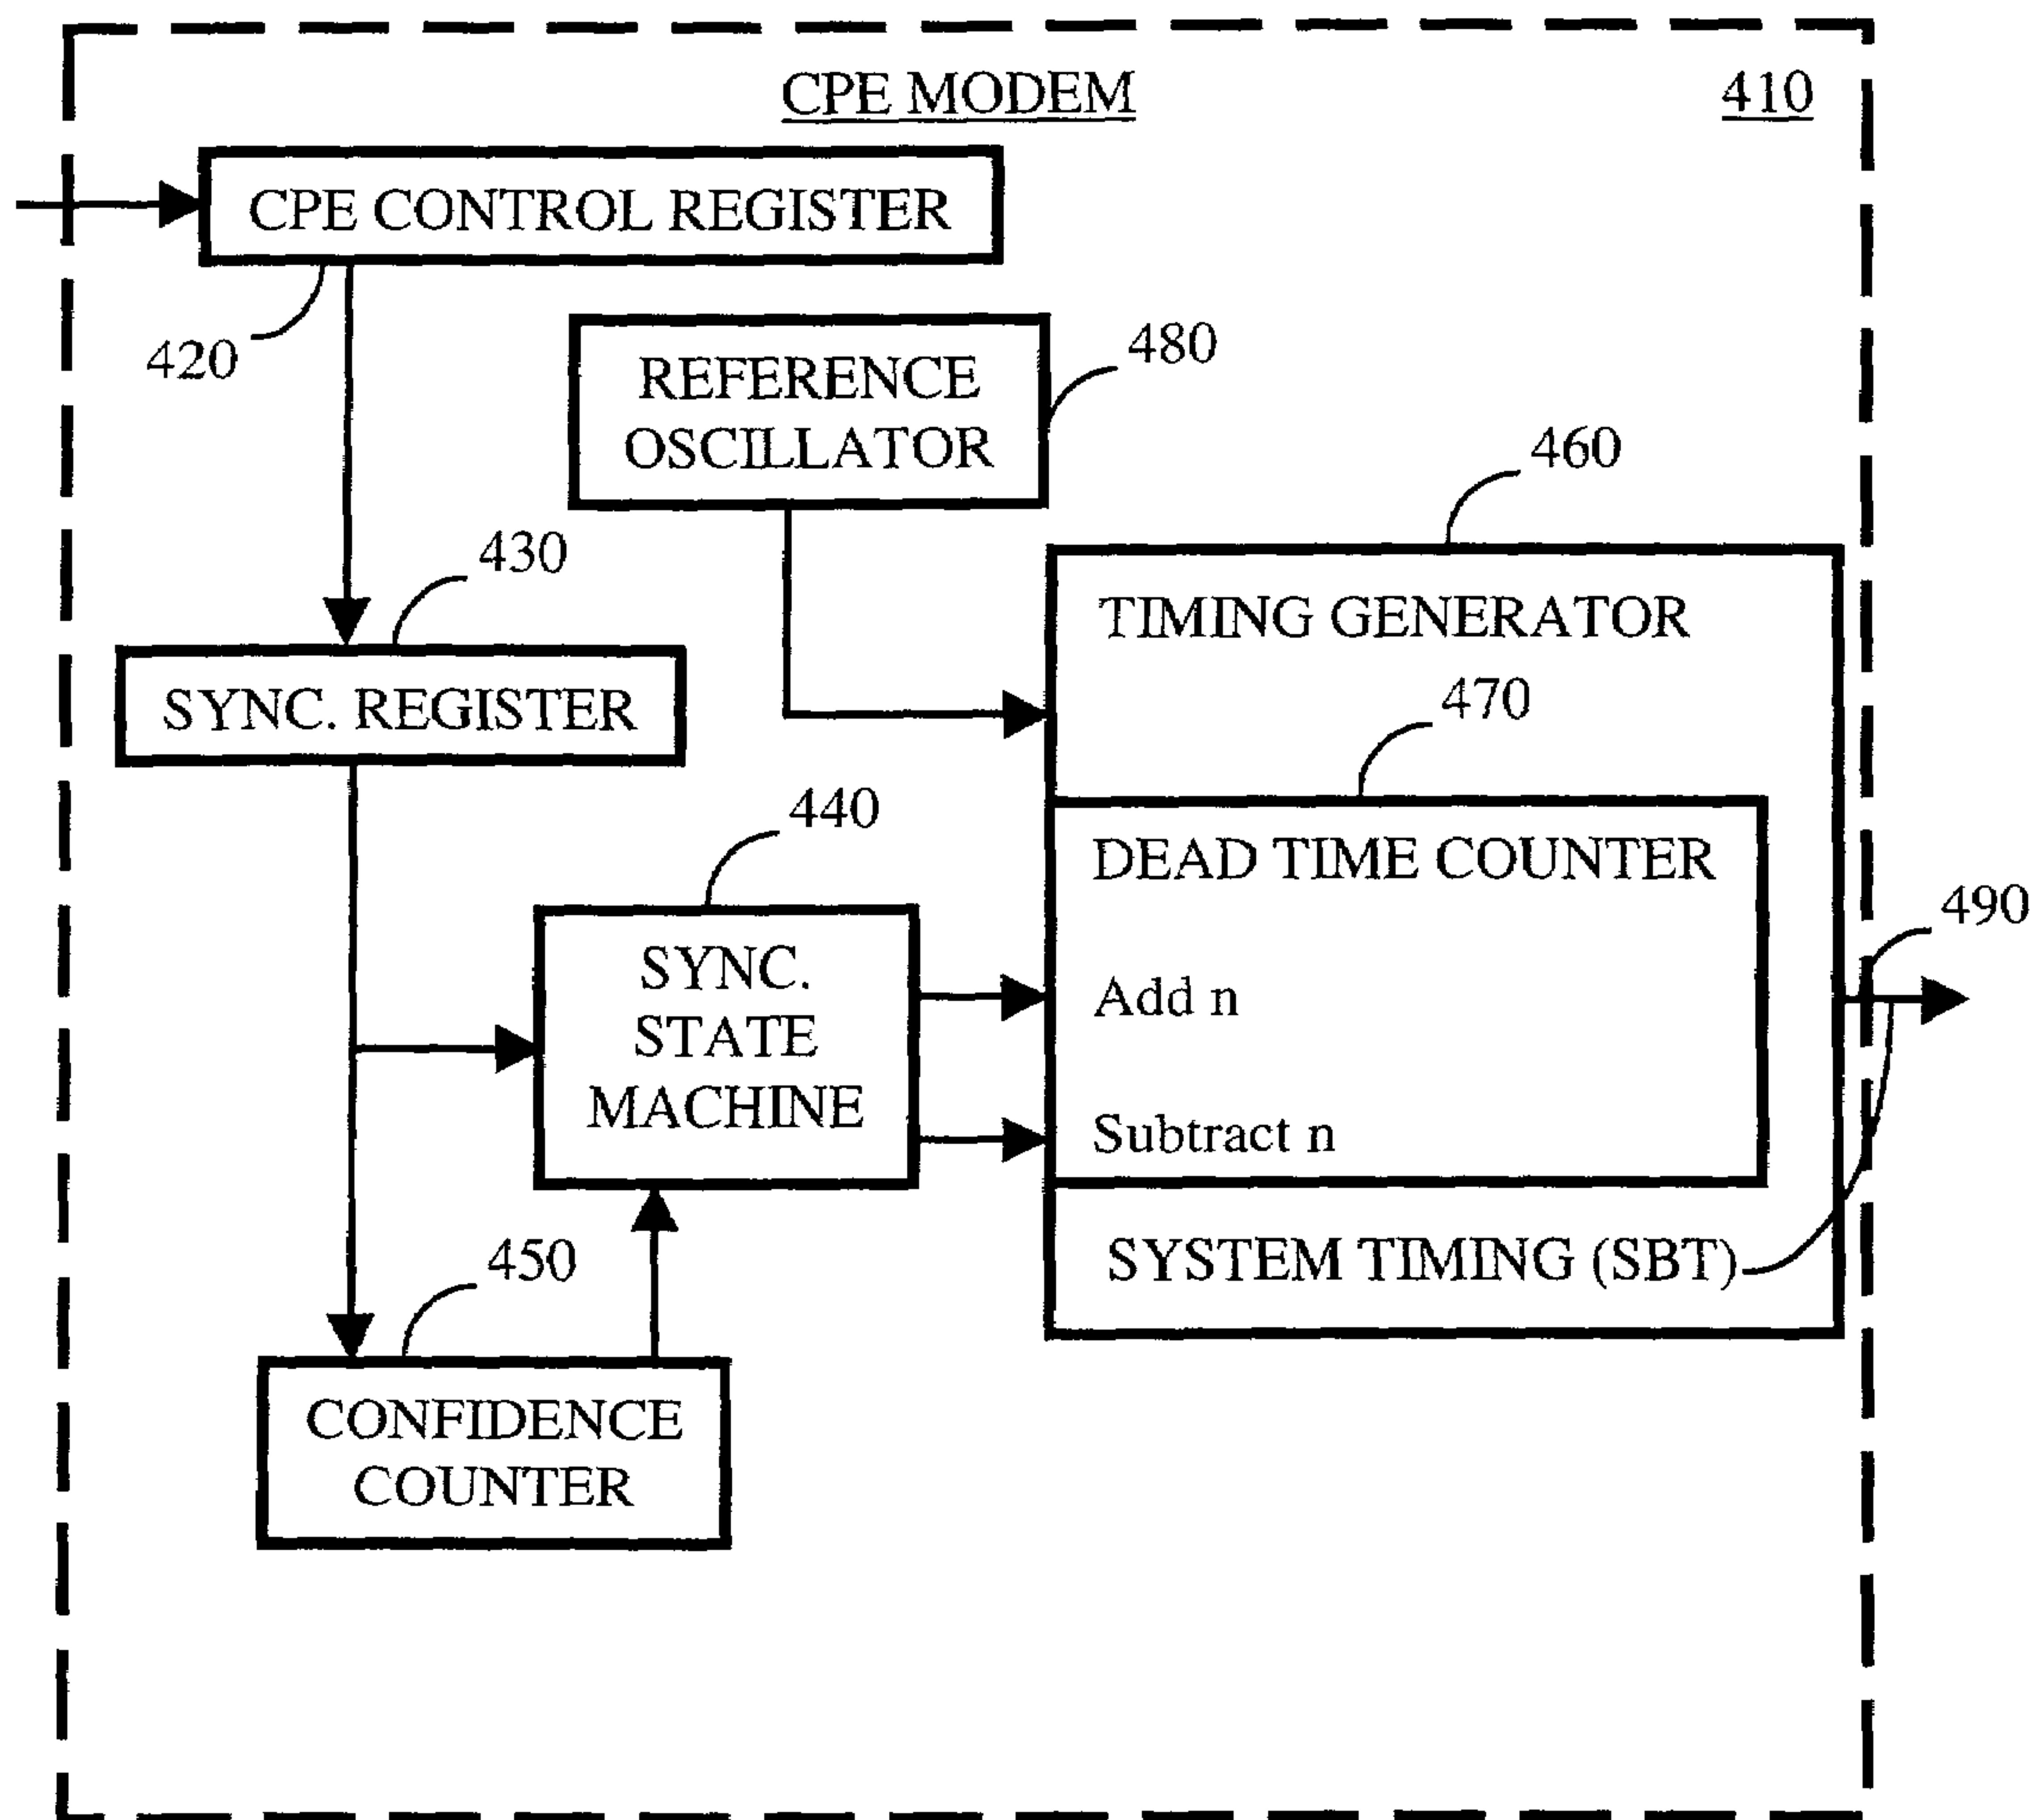 CPE MODEM
410
CPE CONTROL REGISTER
420
REFERENCE
OSCILLATOR
480
460
430
TIMING GENERATOR
SYNC. REGISTER
470
440
DEAD TIME COUNTER
490
SYNC.
STATE
MACHINE
Add n
Subtract n
450
SYSTEM TIMING (SBT)
CONFIDENCE
COUNTER